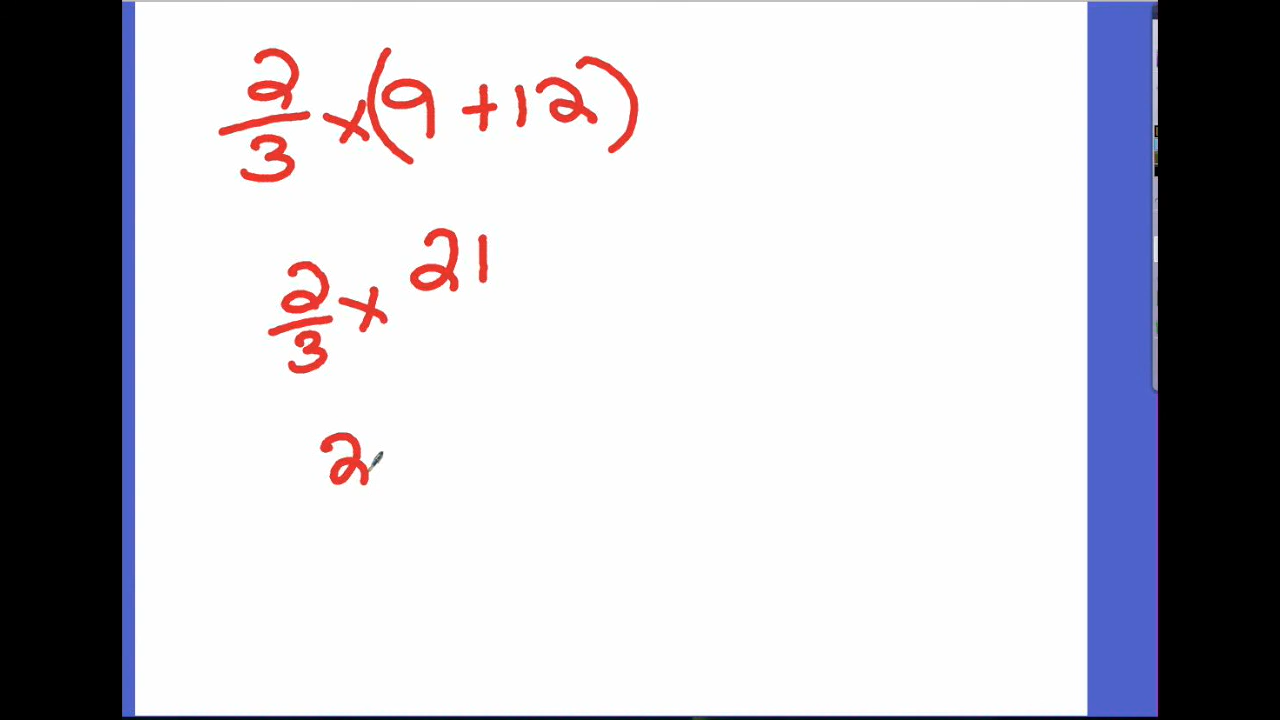 2/3 x (9 + 12)
2/3 x 21
2